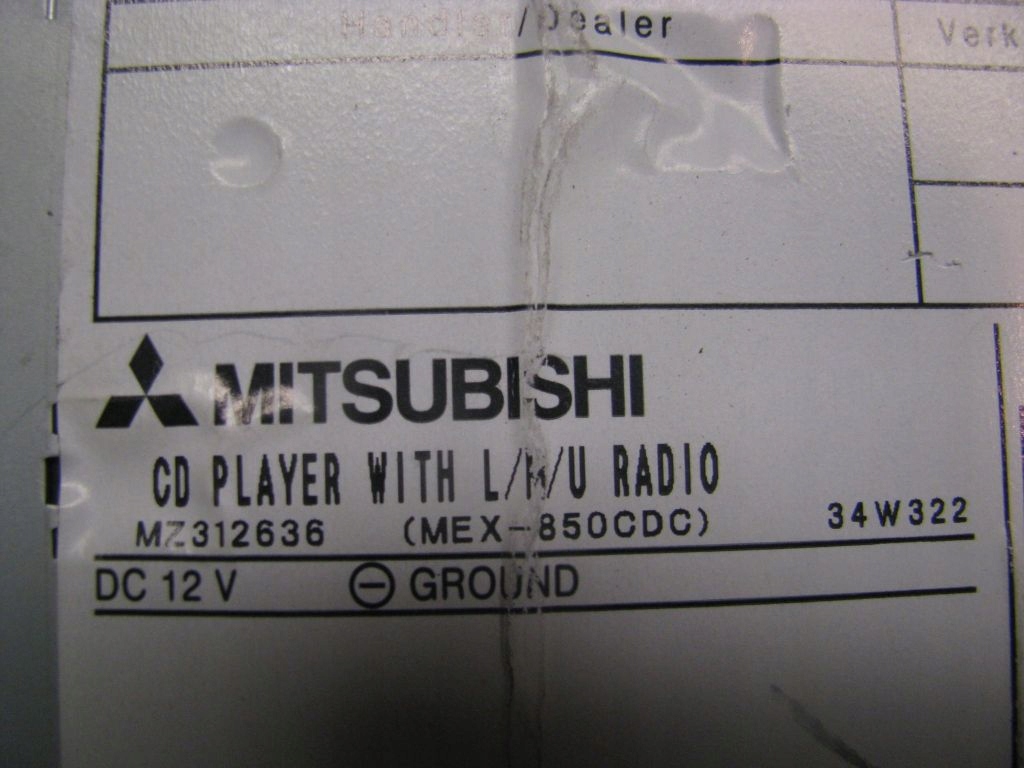 Händler/Dealer
Verk
MITSUBISHI
CD PLAYER WITH L/M/U RADIO
MZ312636 (MEX-850CDC) 34W322
DC 12 V ⊖ GROUND